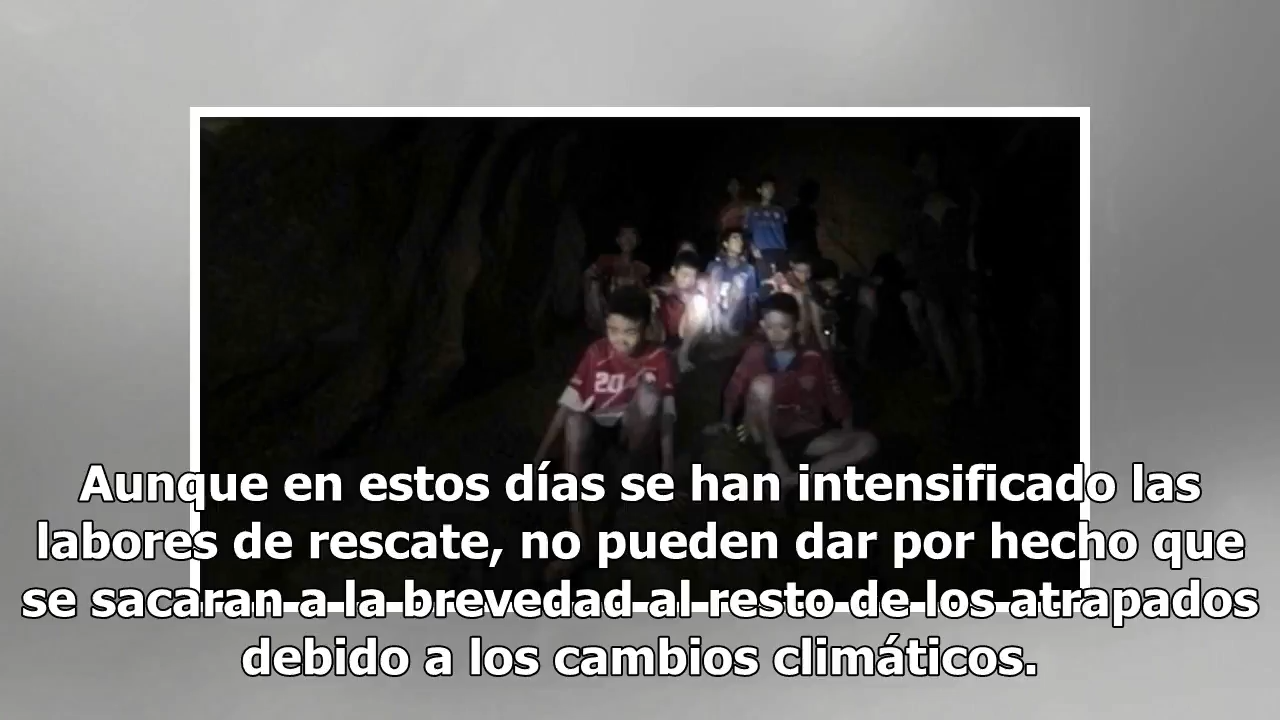 20
Aunque en estos días se han intensificado las
labores de rescate, no pueden dar por hecho que
se sacaran a la brevedad al resto de los atrapados
debido a los cambios climáticos.